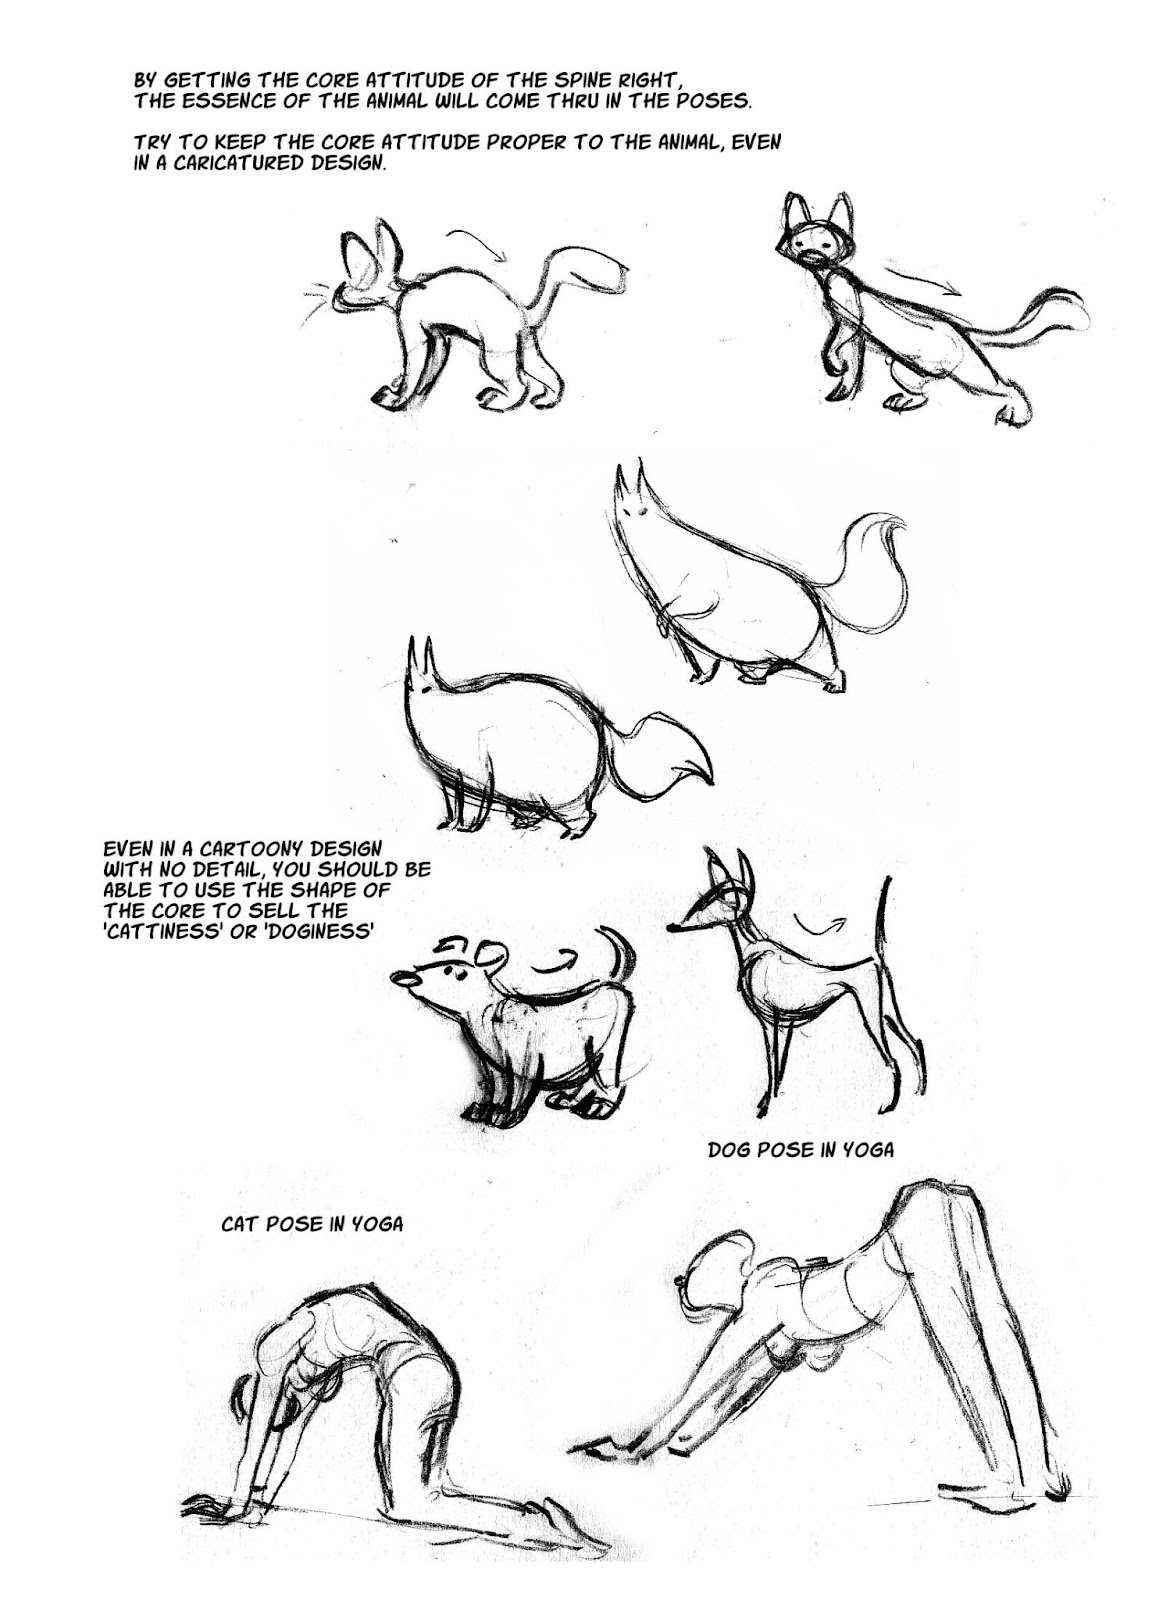 BY GETTING THE CORE ATTITUDE OF THE SPINE RIGHT,
THE ESSENCE OF THE ANIMAL WILL COME THRU IN THE POSES.
TRY TO KEEP THE CORE ATTITUDE PROPER TO THE ANIMAL, EVEN
IN A CARICATURED DESIGN.
EVEN IN A CARTOONY DESIGN
WITH NO DETAIL, YOU SHOULD BE
ABLE TO USE THE SHAPE OF
THE CORE TO SELL THE
'CATTINESS' OR 'DOGINESS'
DOG POSE IN YOGA
CAT POSE IN YOGA